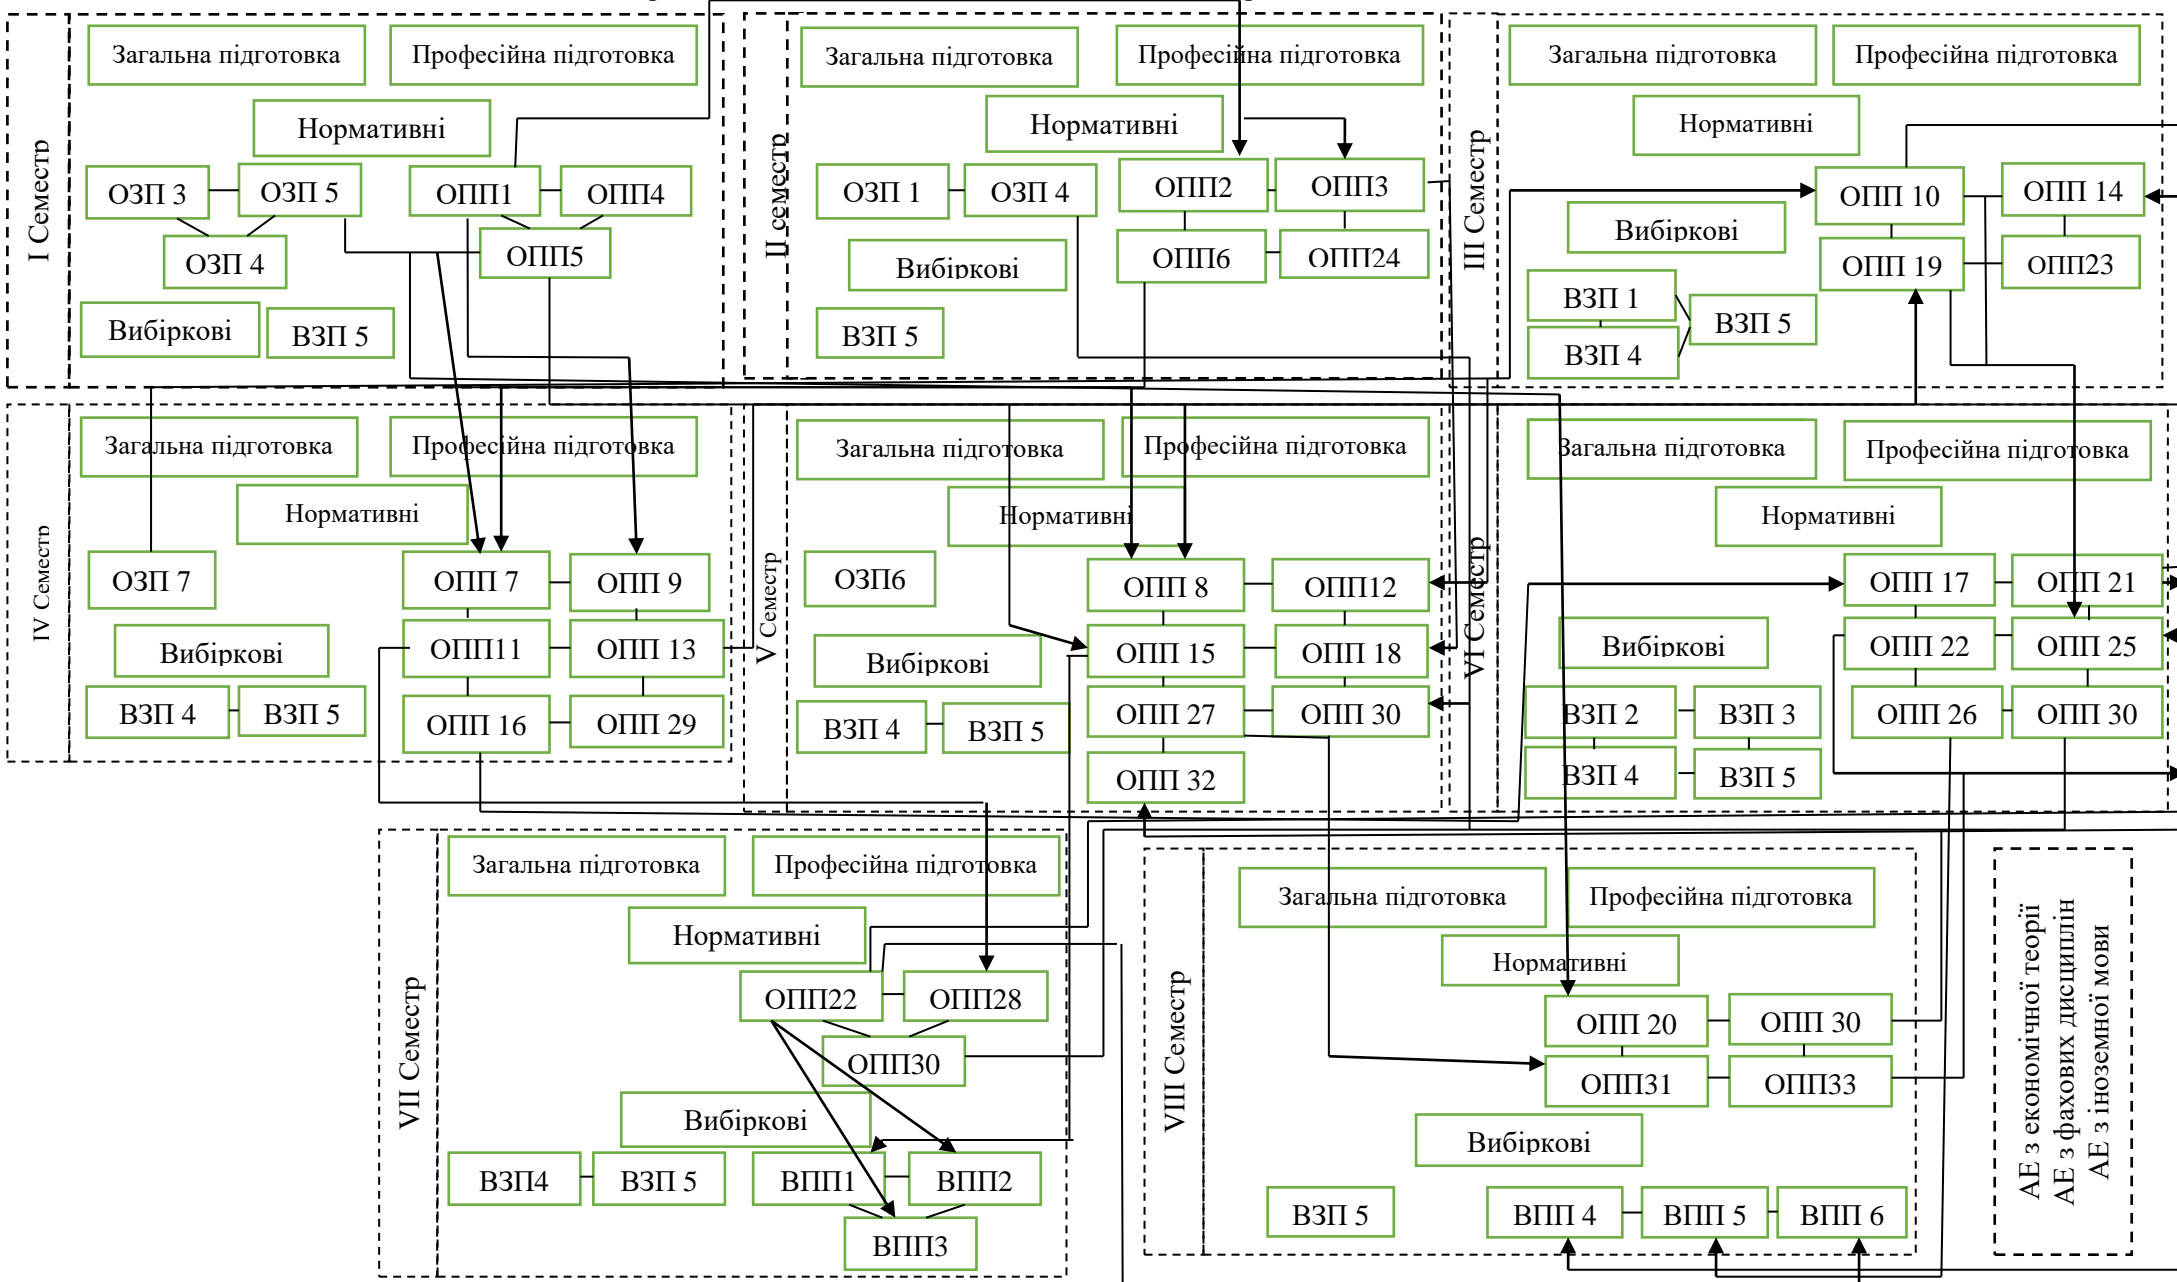 I Семестр
Загальна підготовка
Професійна підготовка
Нормативні
ОЗП 3
ОЗП 5
ОПП1
ОПП4
ОЗП 4
ОПП5
Вибіркові
ВЗП 5
II семестр
Загальна підготовка
Професійна підготовка
Нормативні
ОЗП 1
ОЗП 4
ОПП2
ОПП3
ОПП6
ОПП24
Вибіркові
ВЗП 5
III Семестр
Загальна підготовка
Професійна підготовка
Нормативні
ОПП 10
ОПП 14
Вибіркові
ОПП 19
ОПП23
ВЗП 1
ВЗП 5
ВЗП 4
IV Семестр
Загальна підготовка
Професійна підготовка
Нормативні
ОЗП 7
ОПП 7
ОПП 9
ОПП11
ОПП 13
Вибіркові
ВЗП 4
ВЗП 5
ОПП 16
ОПП 29
V Семестр
Загальна підготовка
Професійна підготовка
Нормативні
ОЗП6
ОПП 8
ОПП12
ОПП 15
ОПП 18
Вибіркові
ВЗП 4
ВЗП 5
ОПП 27
ОПП 30
ОПП 32
VI Семестр
Загальна підготовка
Професійна підготовка
Нормативні
ОПП 17
ОПП 21
Вибіркові
ОПП 22
ОПП 25
ВЗП 2
ВЗП 3
ОПП 26
ОПП 30
ВЗП 4
ВЗП 5
VII Семестр
Загальна підготовка
Професійна підготовка
Нормативні
ОПП22
ОПП28
ОПП30
Вибіркові
ВЗП4
ВЗП 5
ВПП1
ВПП2
ВПП3
VIII Семестр
Загальна підготовка
Професійна підготовка
Нормативні
ОПП 20
ОПП 30
ОПП31
ОПП33
Вибіркові
ВЗП 5
ВПП 4
ВПП 5
ВПП 6
АЕ з економічної теорії
АЕ з фахових дисциплін
АЕ з іноземної мови